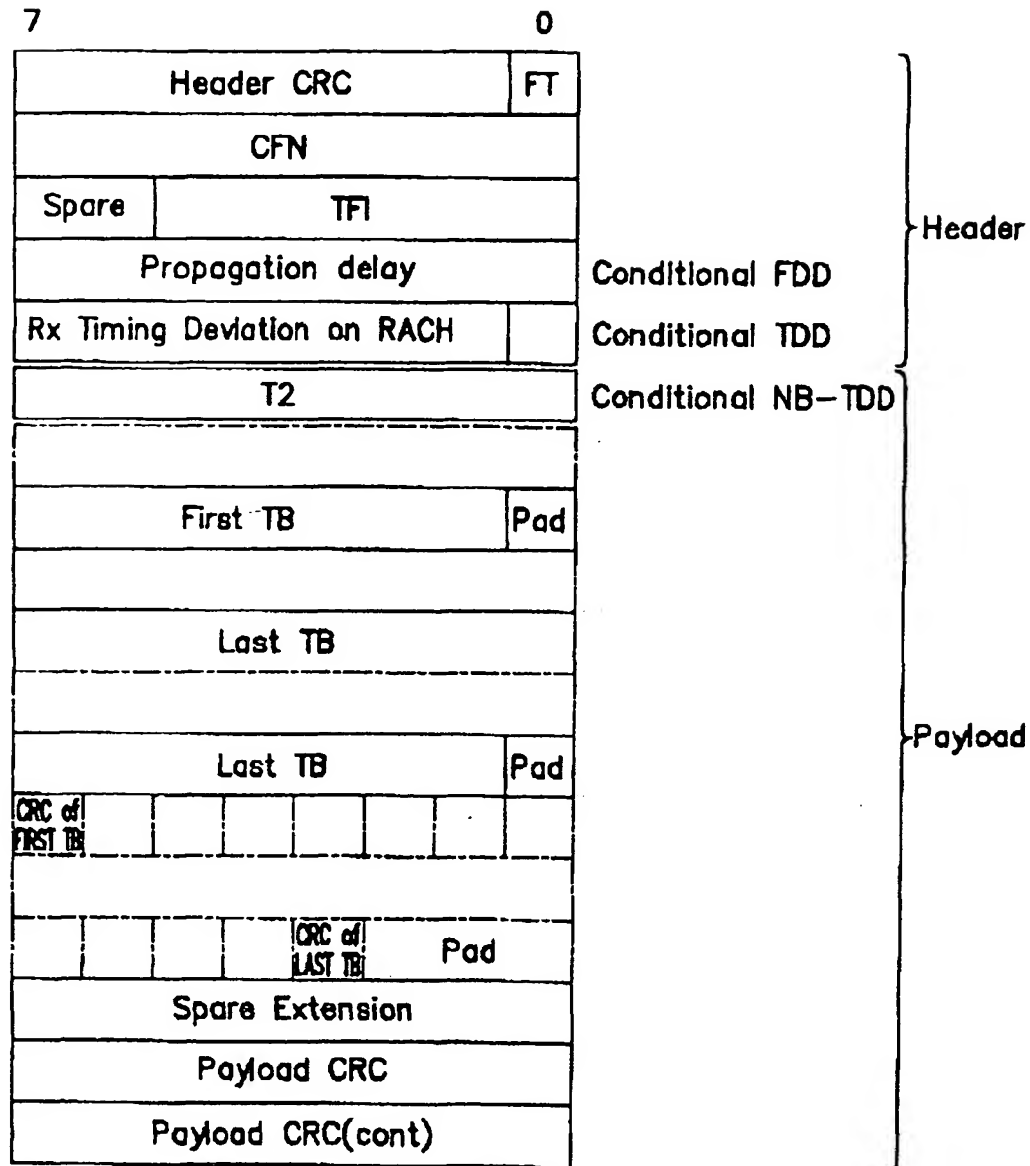 7 0
Header CRC FT
CFN
Spare TFI
Header
Propagation delay Conditional FDD
Rx Timing Deviation on RACH Conditional TDD
T2 Conditional NB-TDD
First TB Pad
Last TB
Payload
Last TB Pad
CRC of
FIRST TB
CRC of
LAST TB
Pad
Spare Extension
Payload CRC
Payload CRC(cont)